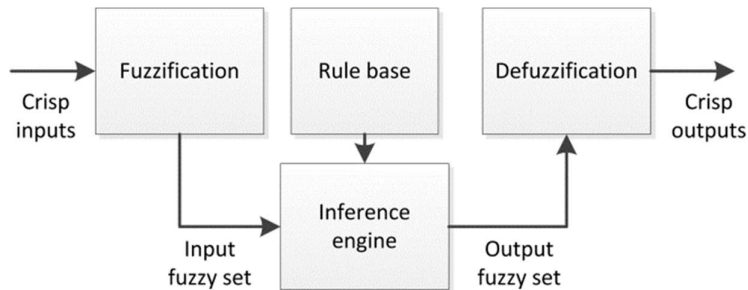 Fuzzification
Rule base
Defuzzification
Crisp
inputs
Crisp
outputs
Inference
engine
Input
fuzzy set
Output
fuzzy set